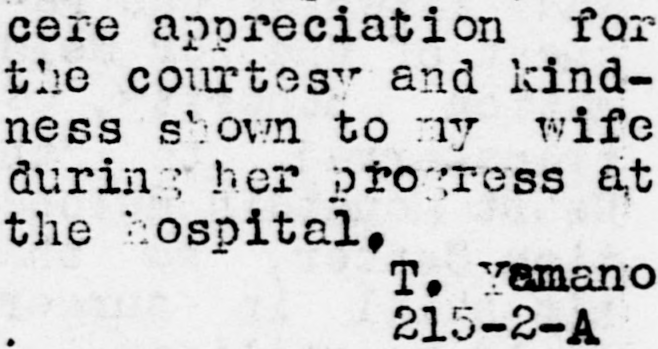 cere appreciation for
the courtesy and kind-
ness shown to my wife
during her progress at
the hospital.
T. Yamano
215-2-A